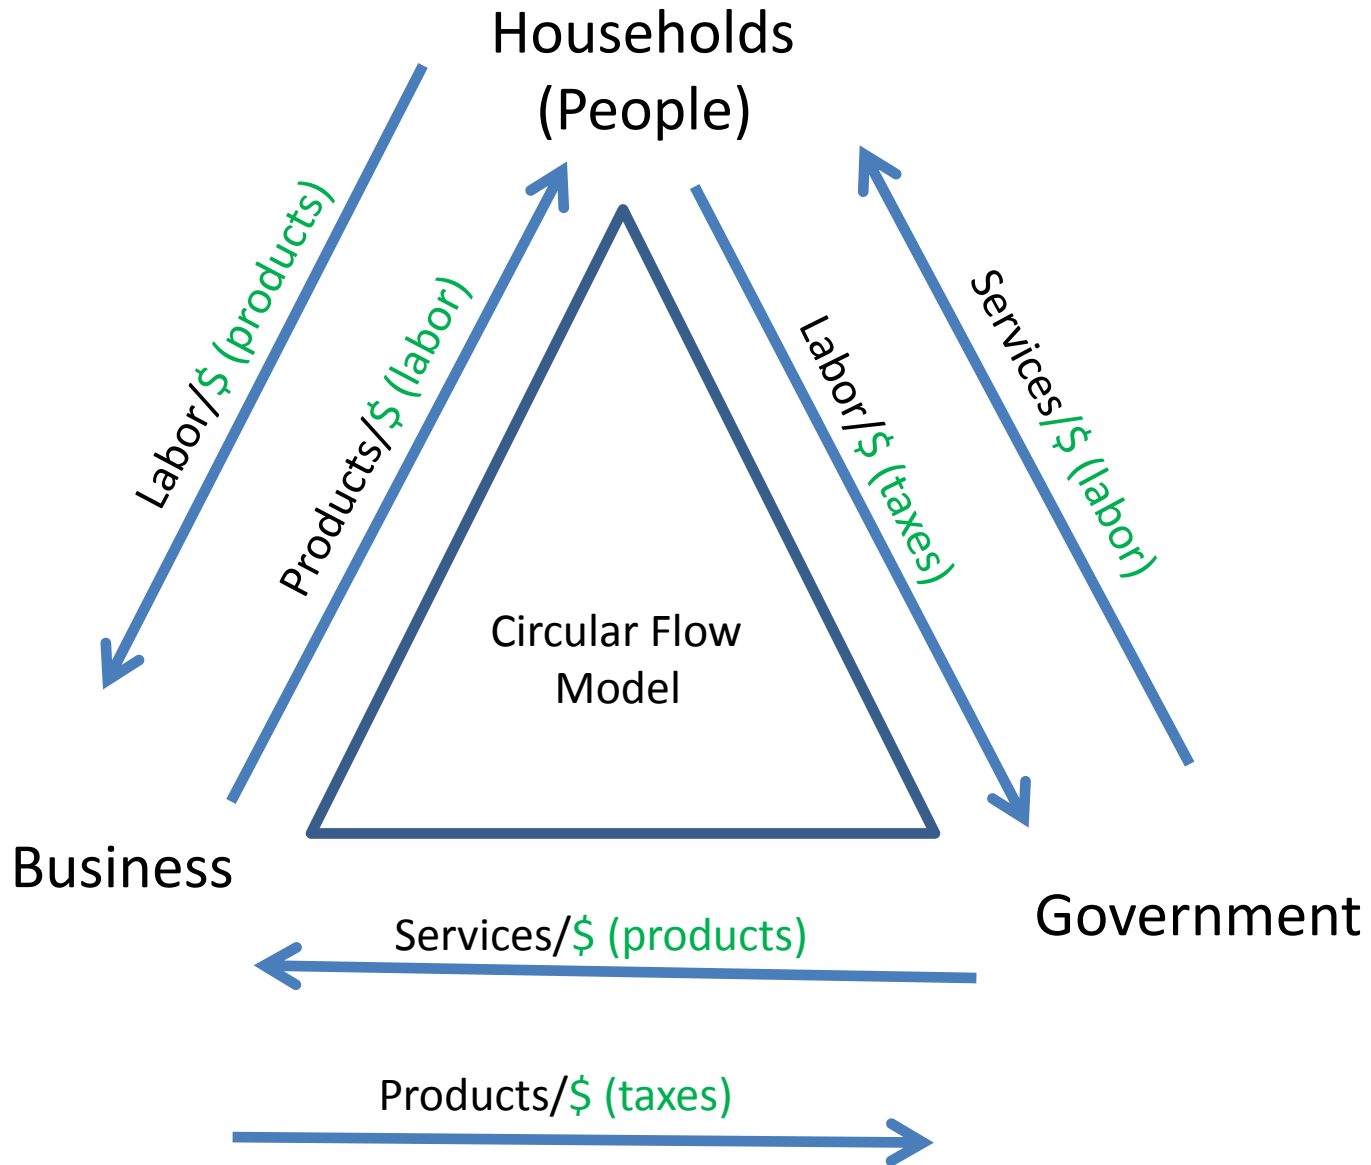 Households
(People)
Labor/$ (products)
Products/$ (labor)
Labor/$ (taxes)
Services/$ (labor)
Circular Flow
Model
Business
Government
Services/$ (products)
Products/$ (taxes)